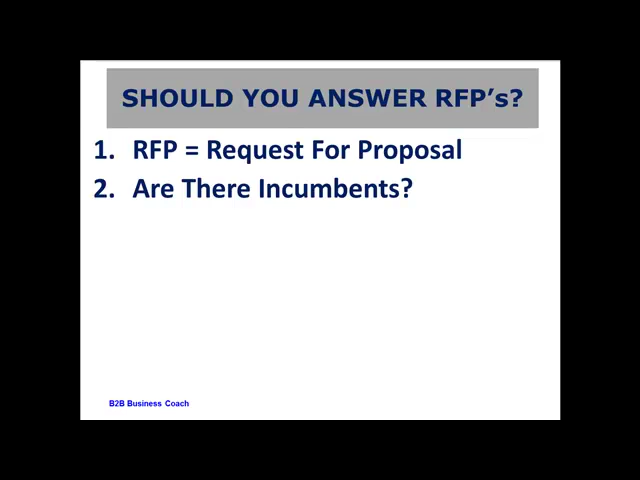 SHOULD YOU ANSWER RFP’s?
1. RFP = Request For Proposal
2. Are There Incumbents?
B2B Business Coach